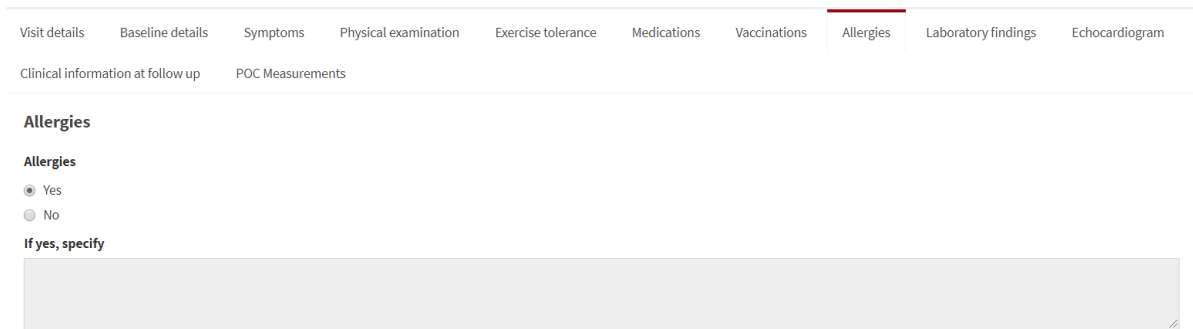 Visit details Baseline details Symptoms Physical examination Exercise tolerance Medications Vaccinations Allergies Laboratory findings Echocardiogram
Clinical information at follow up POC Measurements
Allergies
Allergies
Yes
No
If yes, specify